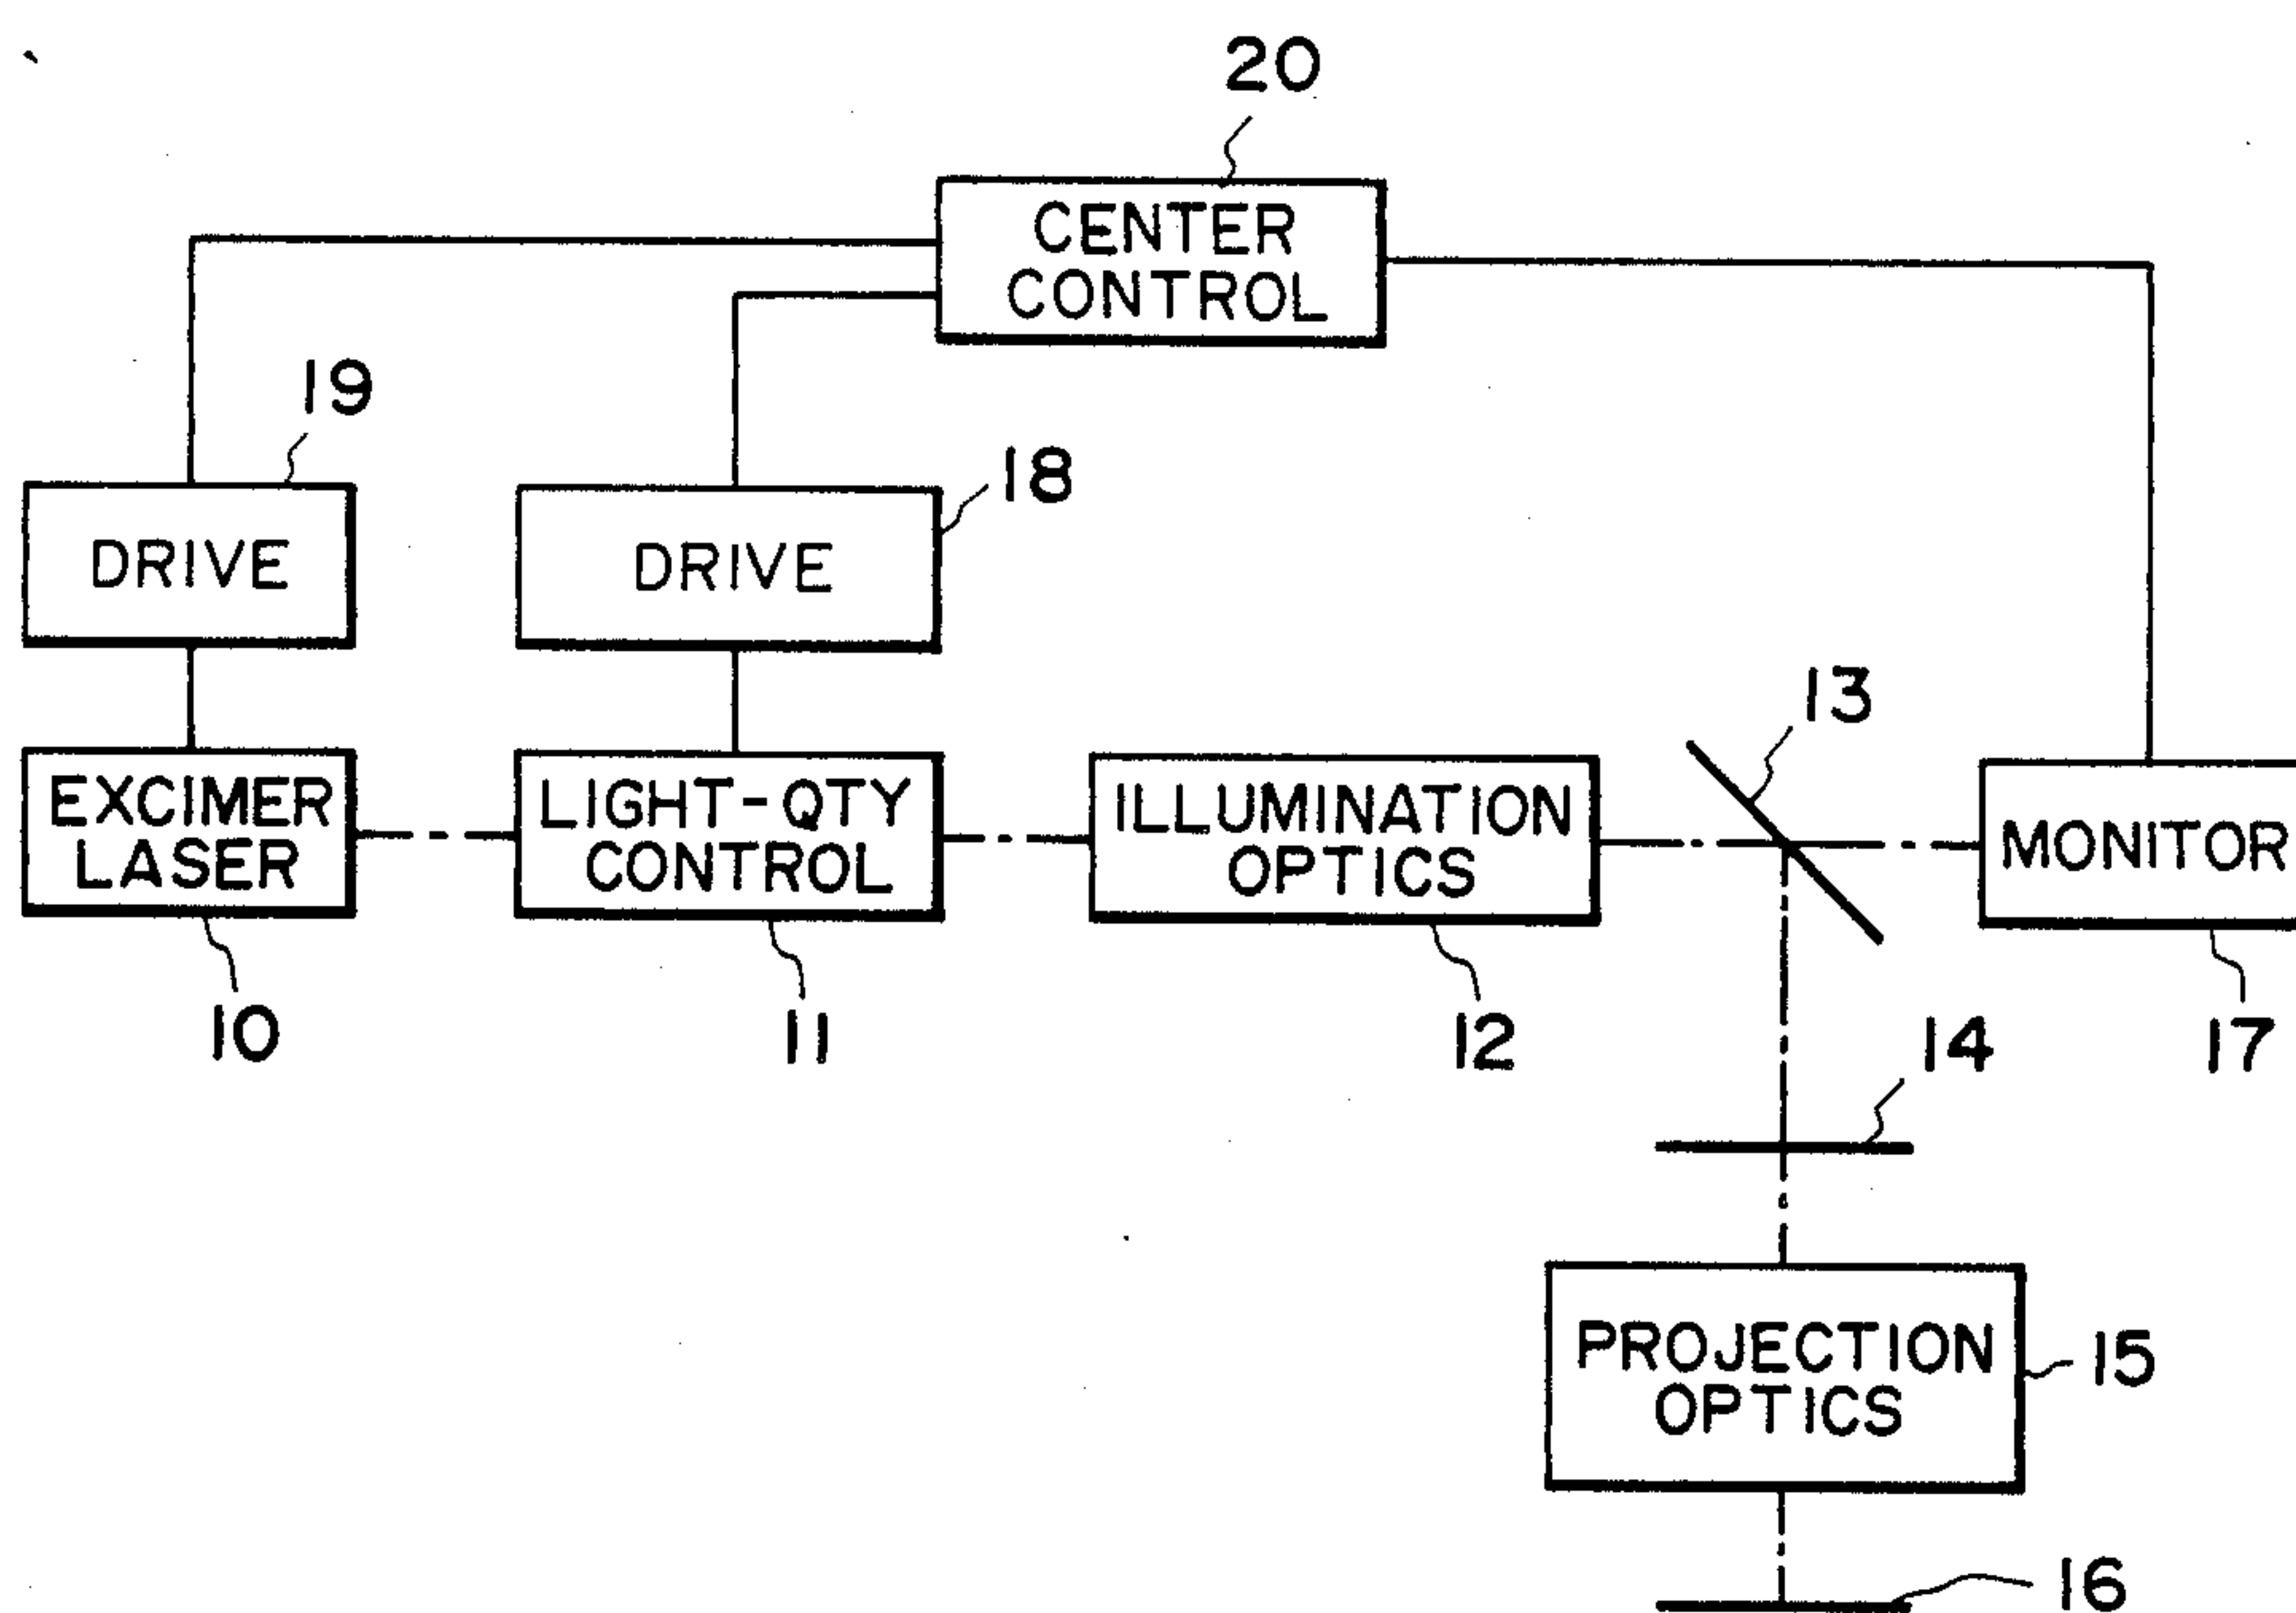 20
CENTER
CONTROL
19
18
DRIVE
DRIVE
13
EXCIMER
LASER
LIGHT-QTY
CONTROL
ILLUMINATION
OPTICS
MONITOR
10
11
12
14
17
PROJECTION
OPTICS
15
16